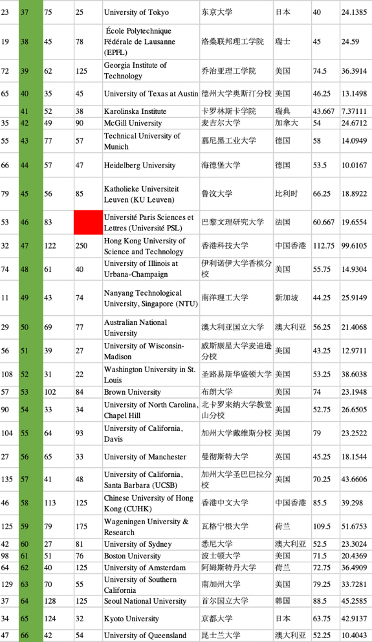 23 37 75 25 University of Tokyo 东京大学 日本 40 24.1385
19 38 45 78 École Polytechnique Fédérale de Lausanne (EPFL) 洛桑联邦理工学院 瑞士 45 24.59
72 39 62 125 Georgia Institute of Technology 乔治亚理工学院 美国 74.5 36.3914
65 40 35 45 University of Texas at Austin 德州大学奥斯汀分校 美国 46.25 13.1498
41 52 38 Karolinska Institute 卡罗林斯卡学院 瑞典 43.667 7.37111
35 42 49 90 McGill University 麦吉尔大学 加拿大 54 24.6712
55 43 77 57 Technical University of Munich 慕尼黑工业大学 德国 58 14.0949
66 44 57 47 Heidelberg University 海德堡大学 德国 53.5 10.0167
79 45 56 85 Katholieke Universiteit Leuven (KU Leuven) 鲁汶大学 比利时 66.25 18.8922
53 46 83 Université Paris Sciences et Lettres (Université PSL) 巴黎文理研究大学 法国 60.667 19.6554
32 47 122 250 Hong Kong University of Science and Technology 香港科技大学 中国香港 112.75 99.6105
74 48 61 40 University of Illinois at Urbana-Champaign 伊利诺伊大学香槟分校 美国 55.75 14.9304
11 49 43 74 Nanyang Technological University, Singapore (NTU) 南洋理工大学 新加坡 44.25 25.9149
29 50 69 77 Australian National University 澳大利亚国立大学 澳大利亚 56.25 21.4068
56 51 39 27 University of Wisconsin-Madison 威斯康星大学麦迪逊分校 美国 43.25 12.9711
108 52 31 22 Washington University in St. Louis 圣路易斯华盛顿大学 美国 53.25 38.6038
57 53 102 84 Brown University 布朗大学 美国 74 23.1948
90 54 33 34 University of North Carolina, Chapel Hill 北卡罗来纳大学教堂山分校 美国 52.75 26.6505
104 55 64 93 University of California, Davis 加州大学戴维斯分校 美国 79 23.2522
27 56 65 33 University of Manchester 曼彻斯特大学 英国 45.25 18.1544
135 57 41 48 University of California, Santa Barbara (UCSB) 加州大学圣巴巴拉分校 美国 70.25 43.6606
46 58 113 125 Chinese University of Hong Kong (CUHK) 香港中文大学 中国香港 85.5 39.298
125 59 79 175 Wageningen University & Research 瓦格宁根大学 荷兰 109.5 51.6753
42 60 27 81 University of Sydney 悉尼大学 澳大利亚 52.5 23.3024
98 61 51 76 Boston University 波士顿大学 美国 71.5 20.4369
64 62 40 125 University of Amsterdam 阿姆斯特丹大学 荷兰 72.75 36.4909
129 63 70 55 University of Southern California 南加州大学 美国 79.25 33.7281
37 64 128 125 Seoul National University 首尔国立大学 韩国 88.5 45.2585
34 65 124 32 Kyoto University 京都大学 日本 63.75 42.9137
47 66 42 54 University of Queensland 昆士兰大学 澳大利亚 52.25 10.4043